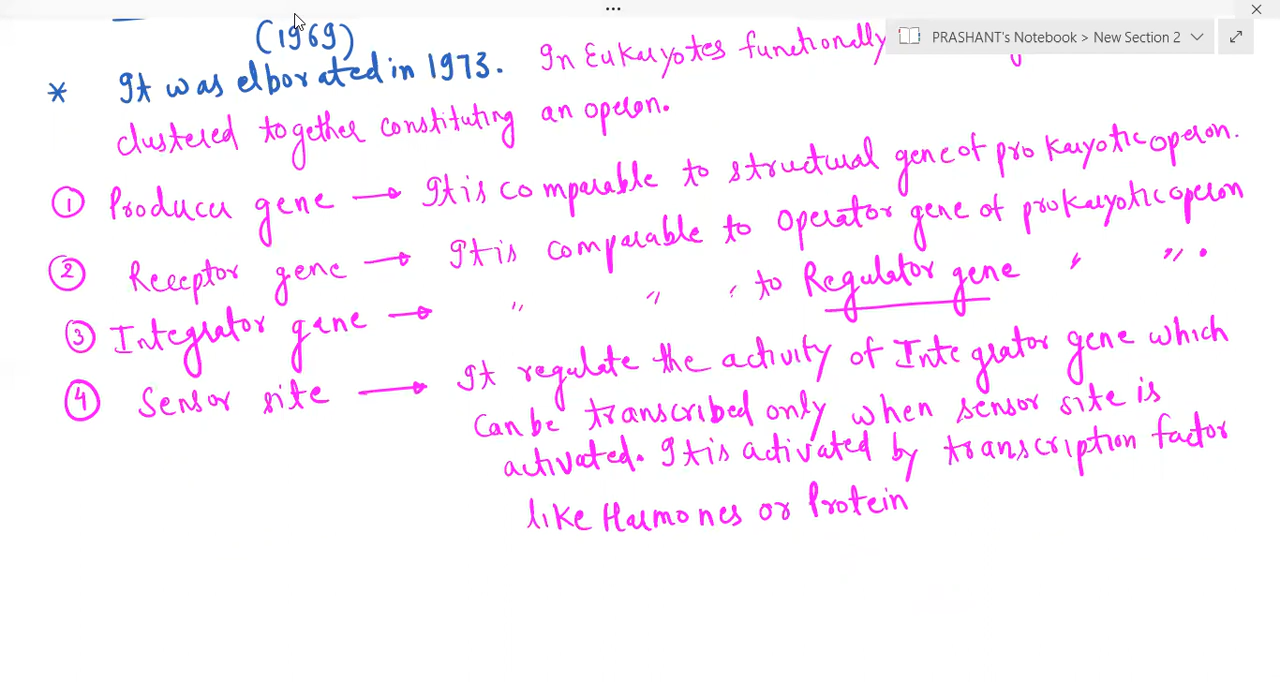 ...
(1969)
PRASHANT's Notebook > New Section 2
* It was elborated in 1973. In Eukaryotes functionally
clustered together constituting an operon.
① Producer gene → It is comparable to structural gene of prokaryotic operon.
② Receptor gene → It is comparable to Operator gene of prokaryotic operon
③ Integrator gene → " " " to Regulator gene " " .
④ Sensor site → It regulate the activity of Integrator gene which
Can be transcribed only when sensor site is
activated. It is activated by transcription factor
like Harmones or Protein